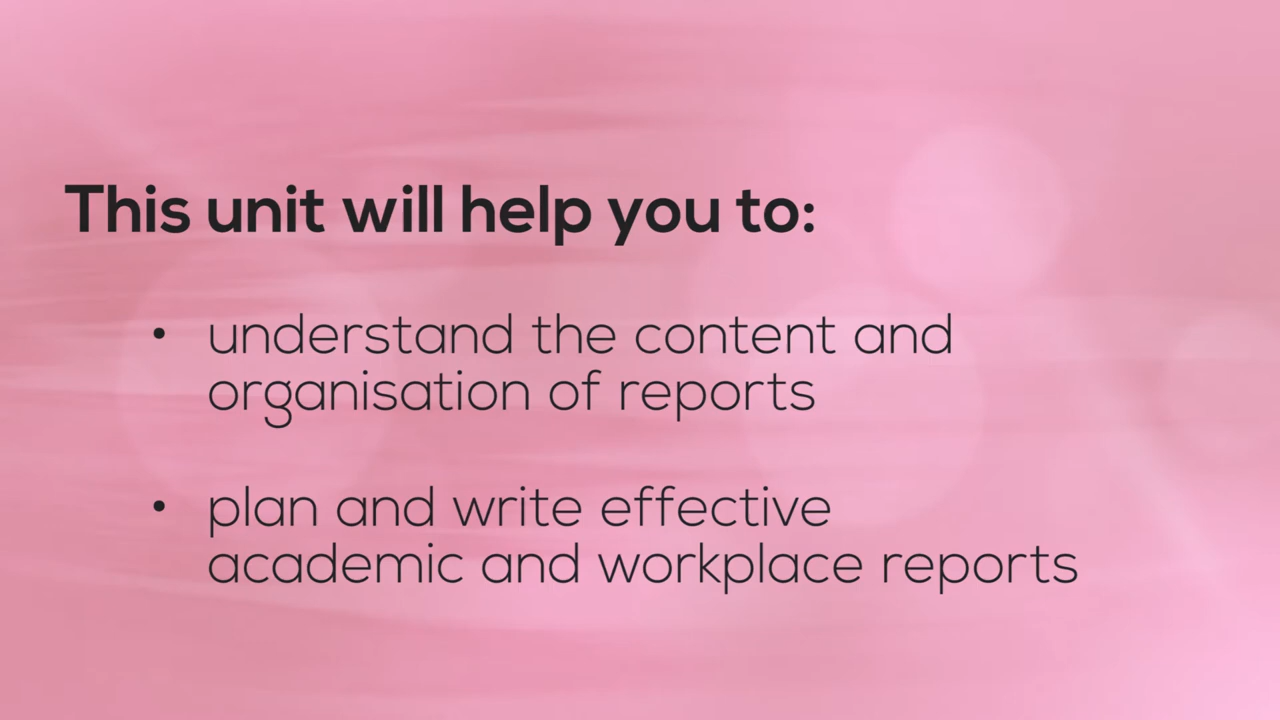 This unit will help you to:
• understand the content and
organisation of reports
• plan and write effective
academic and workplace reports